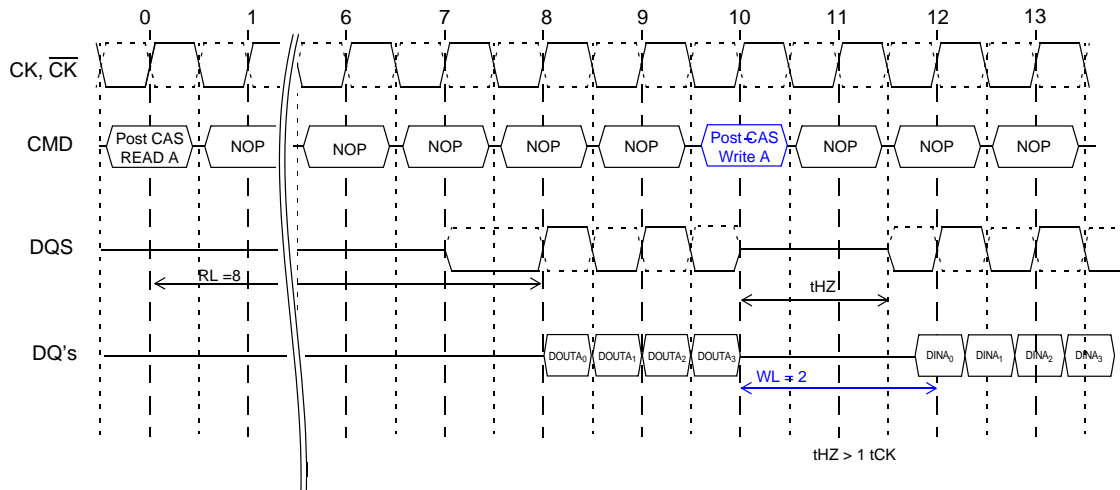 0 1 6 7 8 9 10 11 12 13
CK, CK
CMD
Post CAS
READ A
NOP
NOP
NOP
NOP
NOP
Post CAS
Write A
NOP
NOP
NOP
DQS
RL =8
tHZ
DQ's
DOUTA0 DOUTA1 DOUTA2 DOUTA3
DINA0 DINA1 DINA2 DINA3
WL = 2
tHZ > 1 tCK